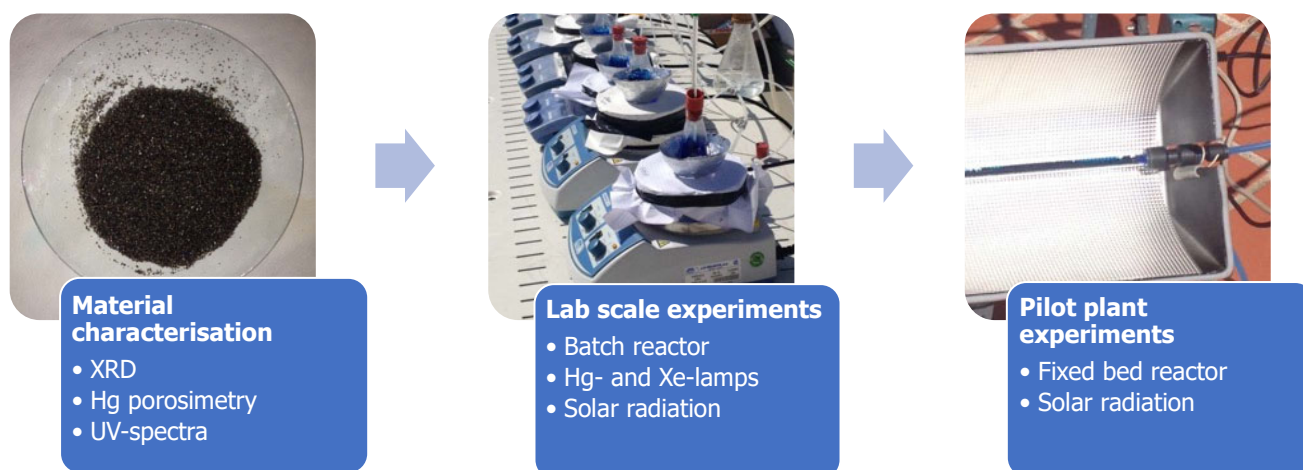 Material
characterisation
• XRD
• Hg porosimetry
• UV-spectra
Lab scale experiments
• Batch reactor
• Hg- and Xe-lamps
• Solar radiation
Pilot plant
experiments
• Fixed bed reactor
• Solar radiation